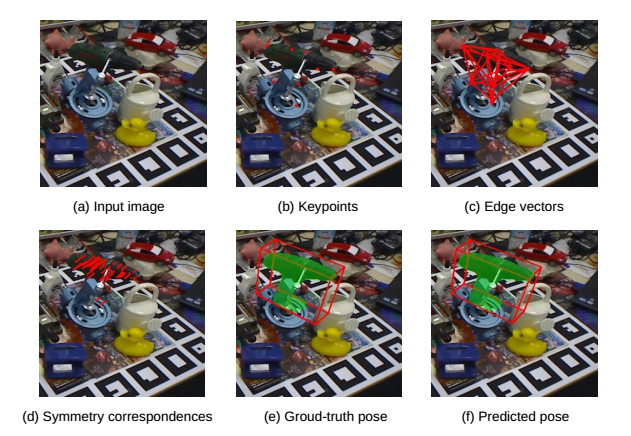 (a) Input image
(b) Keypoints
(c) Edge vectors
(d) Symmetry correspondences
(e) Groud-truth pose
(f) Predicted pose